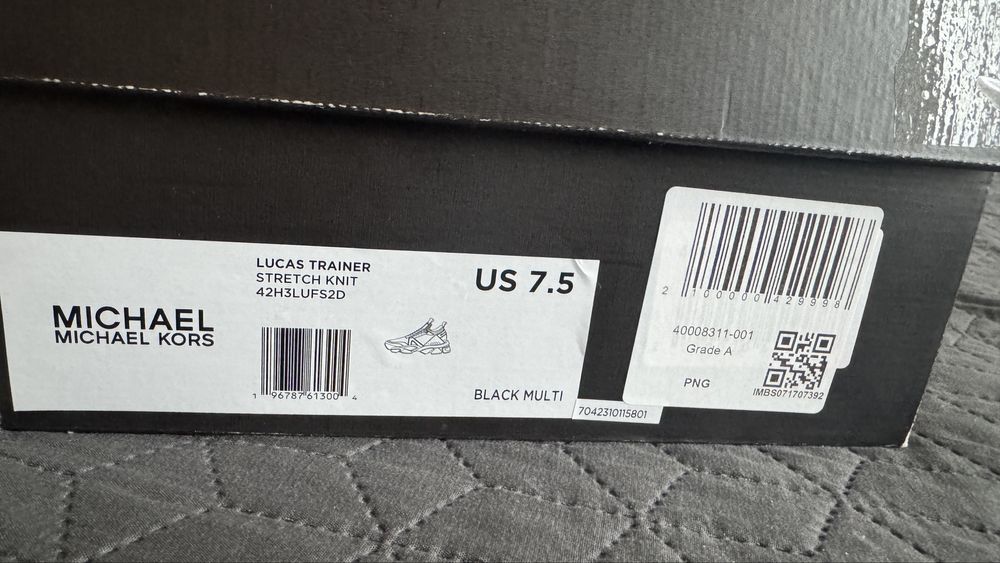 MICHAEL
MICHAEL KORS
LUCAS TRAINER
STRETCH KNIT
42H3LUFS2D
1 96787 61300 4
US 7.5
BLACK MULTI
7042310115801
2 100000 429998
40008311-001
Grade A
PNG
IMBS071707392